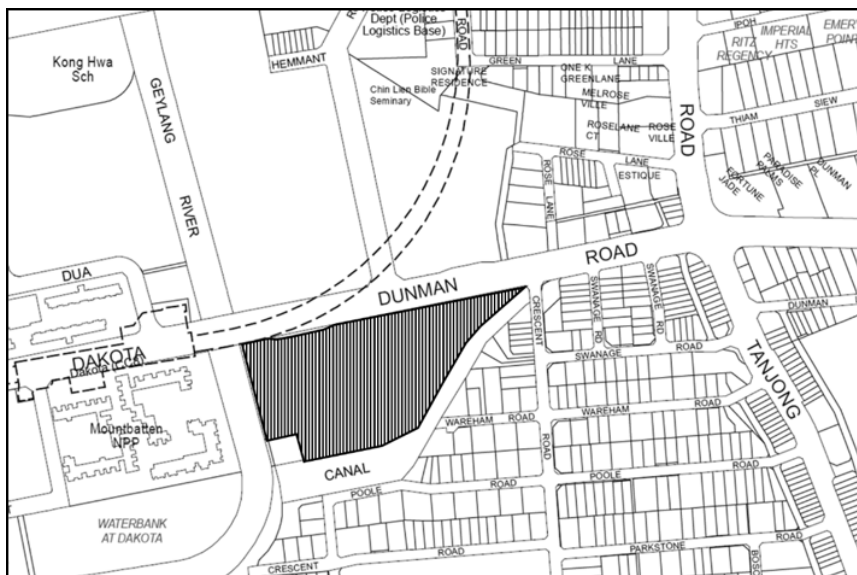 Dept (Police
Logistics Base)
ROAD
Kong Hwa
Sch
HEMMANT
GEYLANG
RIVER
Chin Lien Bible
Seminary
SIGNATURE
RESIDENCE
GREEN
LANE
ONE K
GREENLANE
MELROSE
VILLE
ROSELANE
CT
ROSE
VILLE
ROSE
LANE
ESTIQUE
ROSE
LANE
ROAD
IPOH
RITZ
REGENCY
IMPERIAL
HTS
THIAM
SIEW
FORTUNE
JADE
PARADISE
PALMS
DUNMAN
PL
DUA
DUNMAN
ROAD
DAKOTA
Dakota (CC8)
Mountbatten
NPP
WATERBANK
AT DAKOTA
CANAL
CRESCENT
ROAD
SWANAGE
RD
SWANAGE
RD
DUNMAN
SWANAGE
ROAD
TANJONG
WAREHAM
ROAD
WAREHAM
ROAD
POOLE
ROAD
POOLE
ROAD
CRESCENT
ROAD
PARKSTONE
ROAD